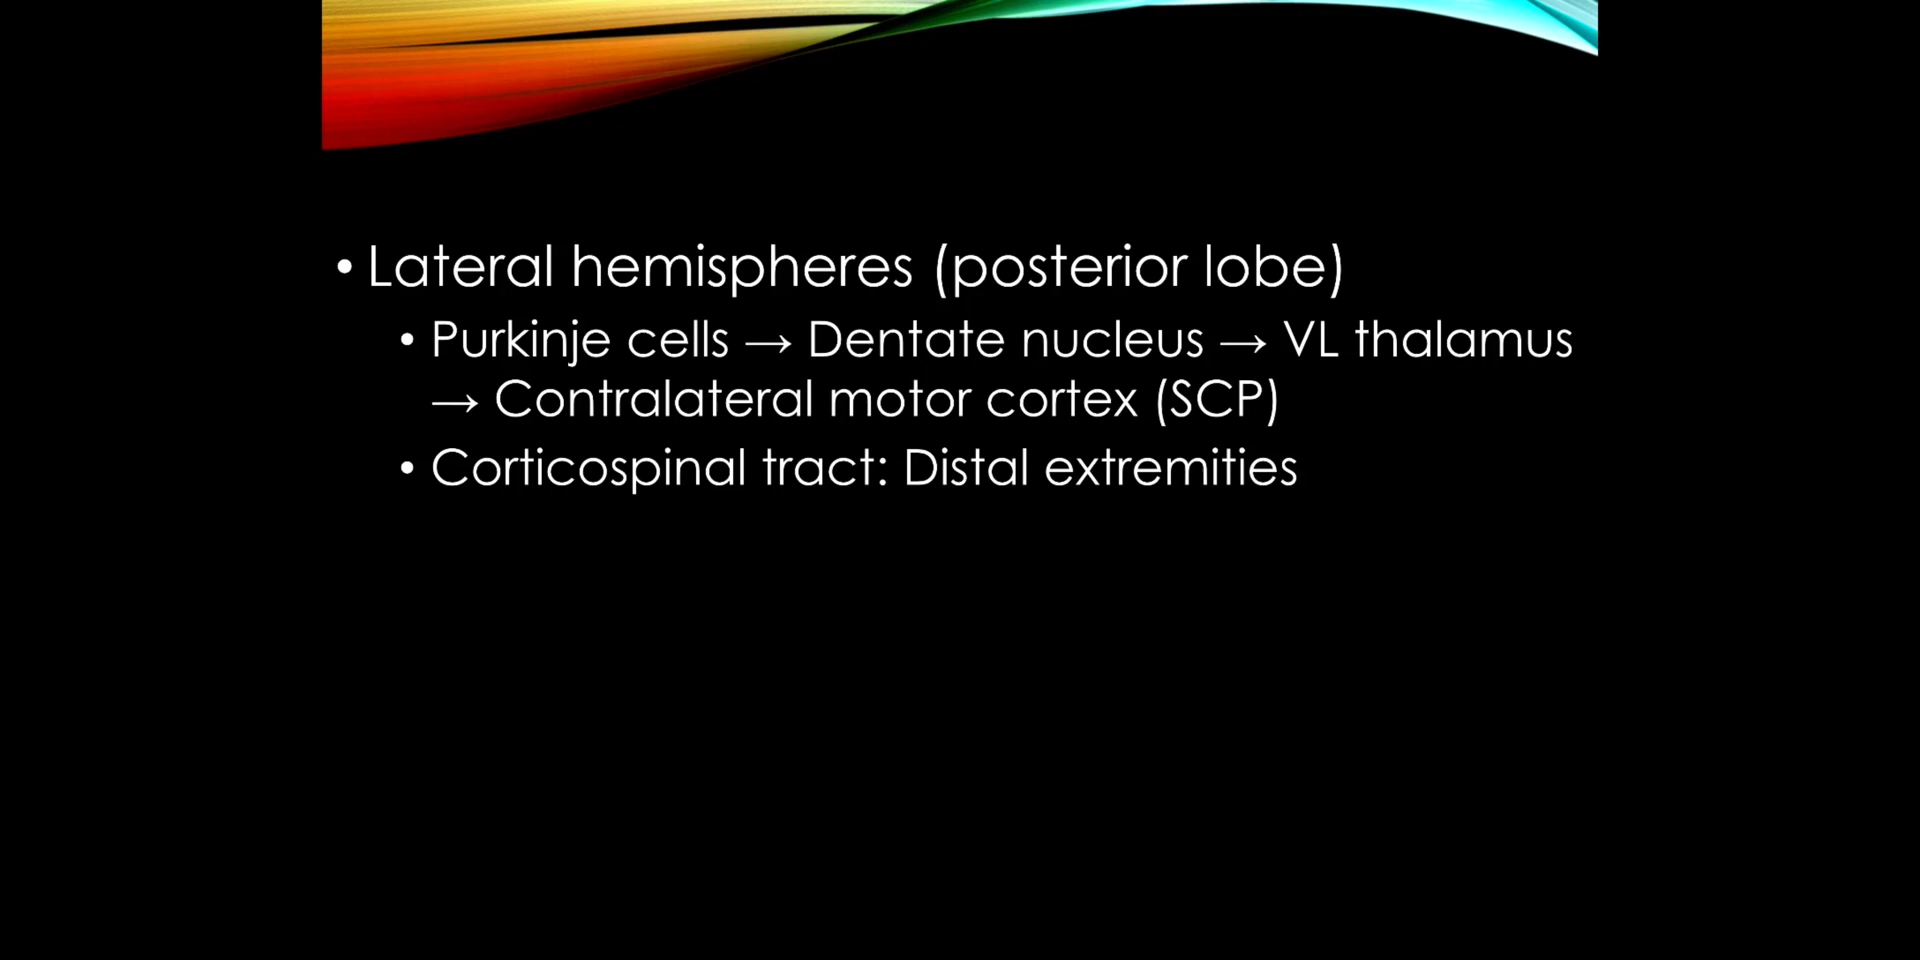 • Lateral hemispheres (posterior lobe)
• Purkinje cells → Dentate nucleus → VL thalamus
→ Contralateral motor cortex (SCP)
• Corticospinal tract: Distal extremities